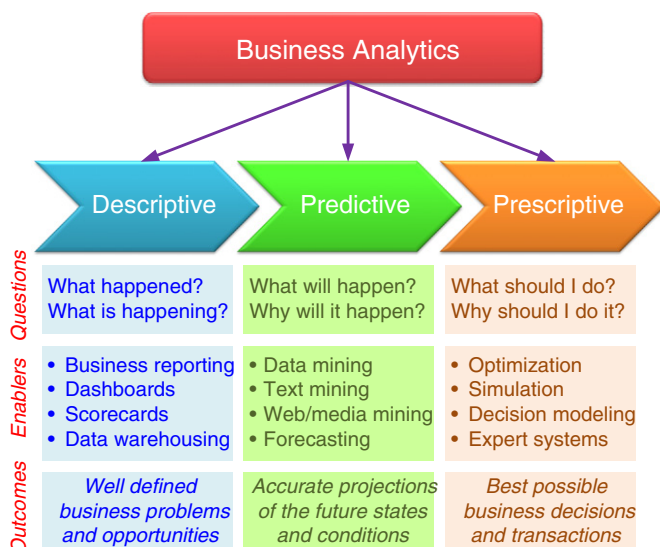 Business Analytics
Descriptive
Predictive
Prescriptive
Questions
What happened?
What is happening?
What will happen?
Why will it happen?
What should I do?
Why should I do it?
Enablers
• Business reporting
• Dashboards
• Scorecards
• Data warehousing
• Data mining
• Text mining
• Web/media mining
• Forecasting
• Optimization
• Simulation
• Decision modeling
• Expert systems
Outcomes
Well defined
business problems
and opportunities
Accurate projections
of the future states
and conditions
Best possible
business decisions
and transactions